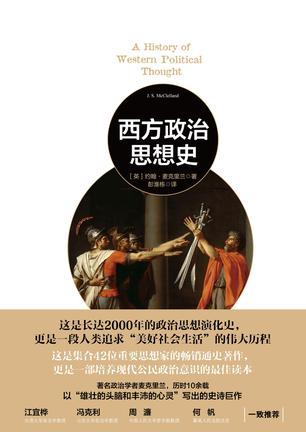 A History of
Western Political
Thought
J. S. McClelland
西方政治
思想史
[英] 约翰·麦克里兰 著
彭淮栋 译
这是长达2000年的政治思想演化史，
更是一段人类追求“美好社会生活”的伟大历程
这是集合42位重要思想家的畅销通史著作，
更是一部培养现代公民政治意识的最佳读本
著名政治学者麦克里兰，历时10余载
以“雄壮的头脑和丰沛的心灵”写出的史诗巨作
江宜桦 冯克利 周濂 何帆 一致推荐